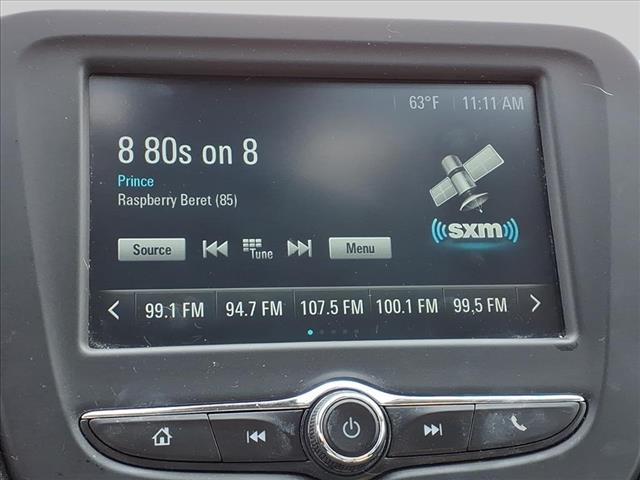 63°F 11:11 AM
8 80s on 8
Prince
Raspberry Beret (85)
sxm
Source Tune Menu
99.1 FM 94.7 FM 107.5 FM 100.1 FM 99,5 FM